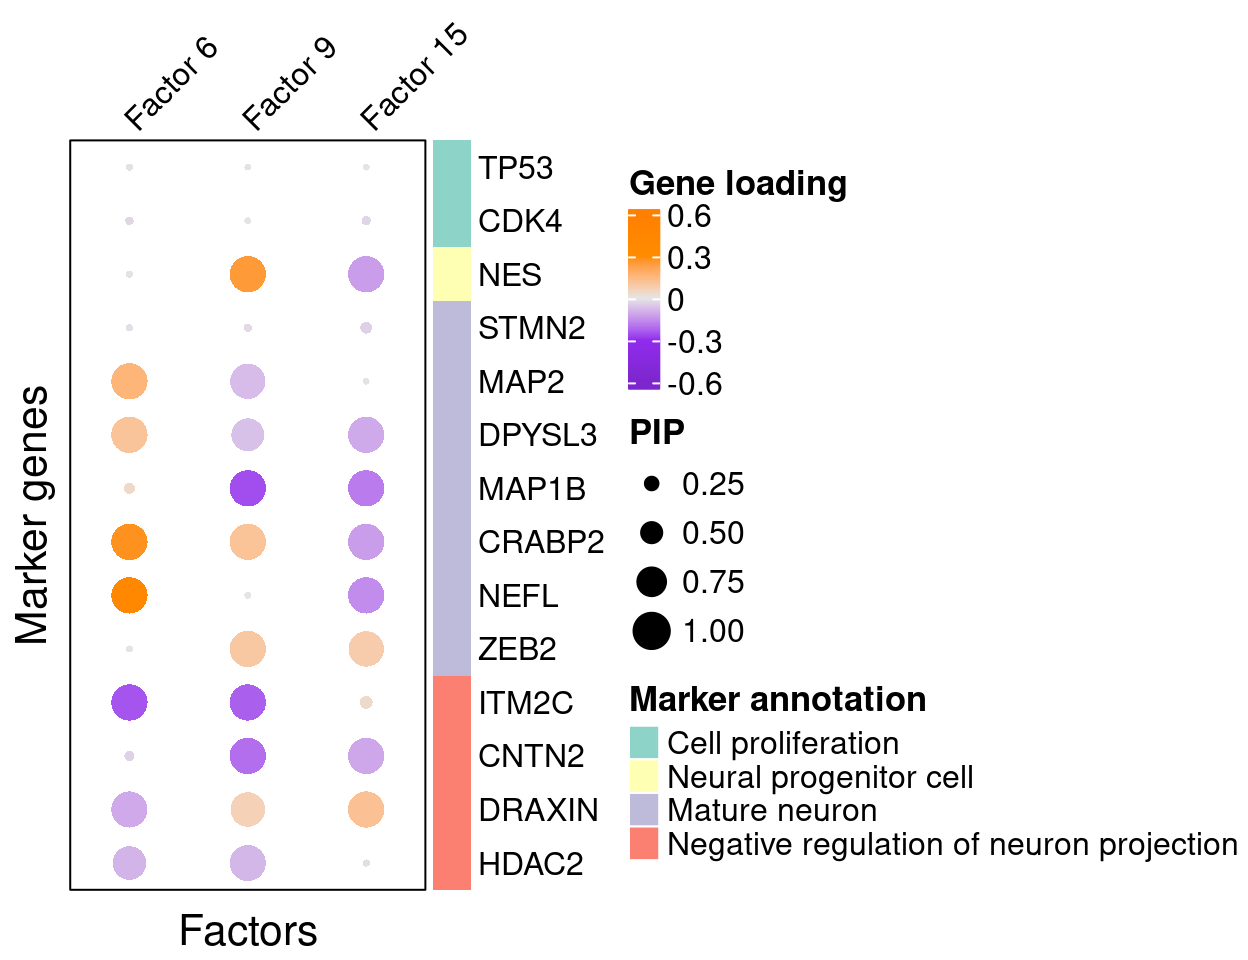 Factor 6
Factor 9
Factor 15
TP53
CDK4
NES
STMN2
MAP2
DPYSL3
MAP1B
CRABP2
NEFL
ZEB2
ITM2C
CNTN2
DRAXIN
HDAC2
Marker genes
Factors
Gene loading
0.6
0.3
0
-0.3
-0.6
PIP
0.25
0.50
0.75
1.00
Marker annotation
Cell proliferation
Neural progenitor cell
Mature neuron
Negative regulation of neuron projection